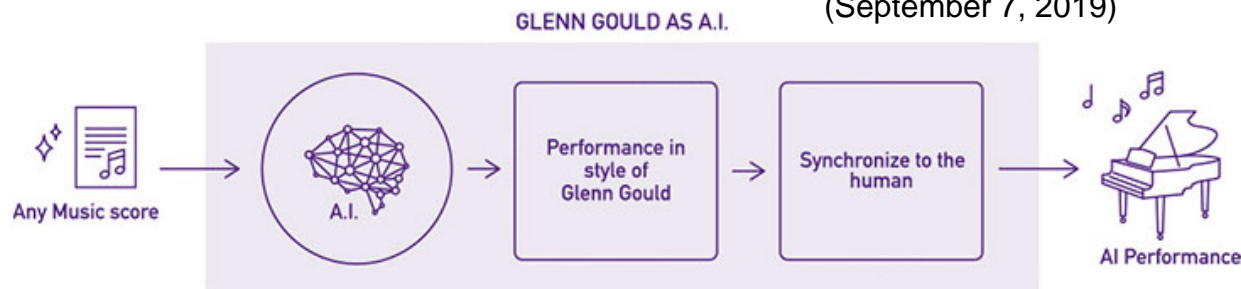 (September 7, 2019)
GLENN GOULD AS A.I.
Any Music score
A.I.
Performance in
style of
Glenn Gould
Synchronize to the
human
AI Performance